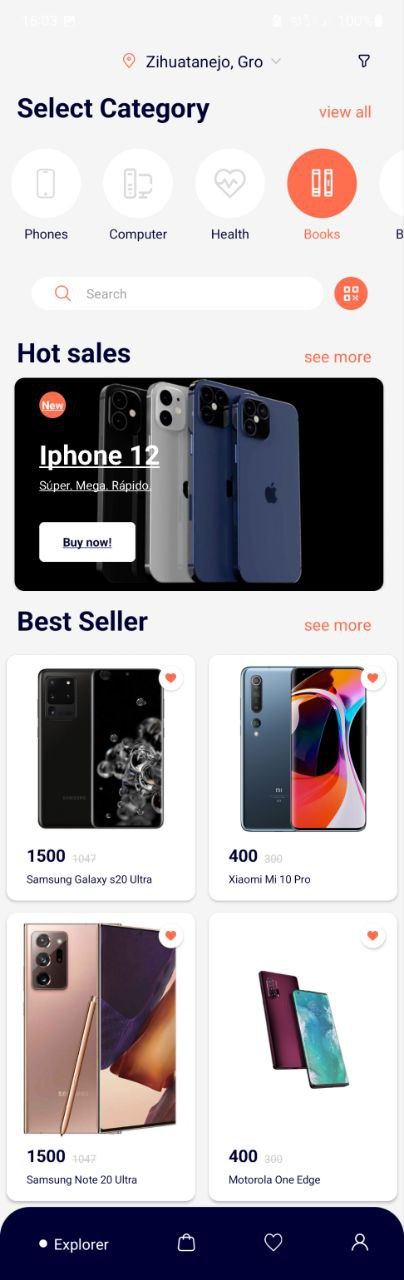 16:03
100%
Zihuatanejo, Gro
Select Category
view all
Phones
Computer
Health
Books
B
Search
Hot sales
see more
New
Iphone 12
Súper. Mega. Rápido.
Buy now!
Best Seller
see more
1500 1047
Samsung Galaxy s20 Ultra
400 300
Xiaomi Mi 10 Pro
1500 1047
Samsung Note 20 Ultra
400 300
Motorola One Edge
Explorer